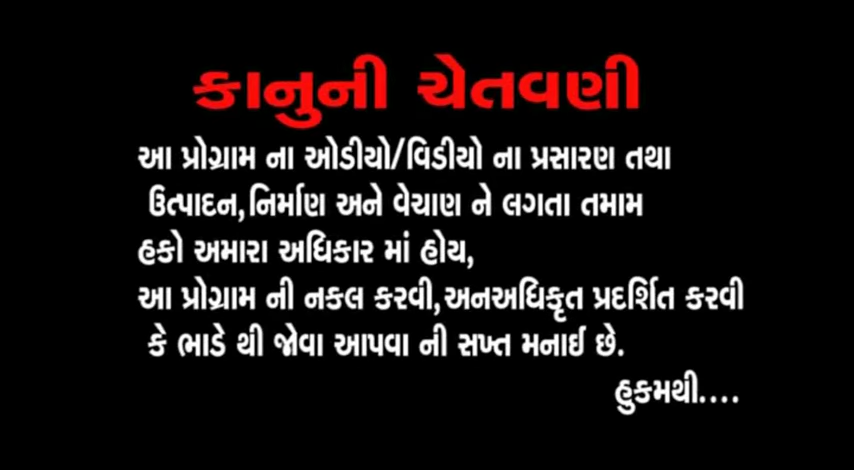 કાનુની ચેતવણી
આ પ્રોગ્રામ ના ઓડીયો/વિડીયો ના પ્રસારણ તથા
ઉત્પાદન,નિર્માણ અને વેચાણ ને લગતા તમામ
હકો અમારા અધિકાર માં હોય,
આ પ્રોગ્રામ ની નકલ કરવી,અનઅધિકૃત પ્રદર્શિત કરવી
કે ભાડે થી જોવા આપવા ની સખ્ત મનાઈ છે.
હુકમથી....